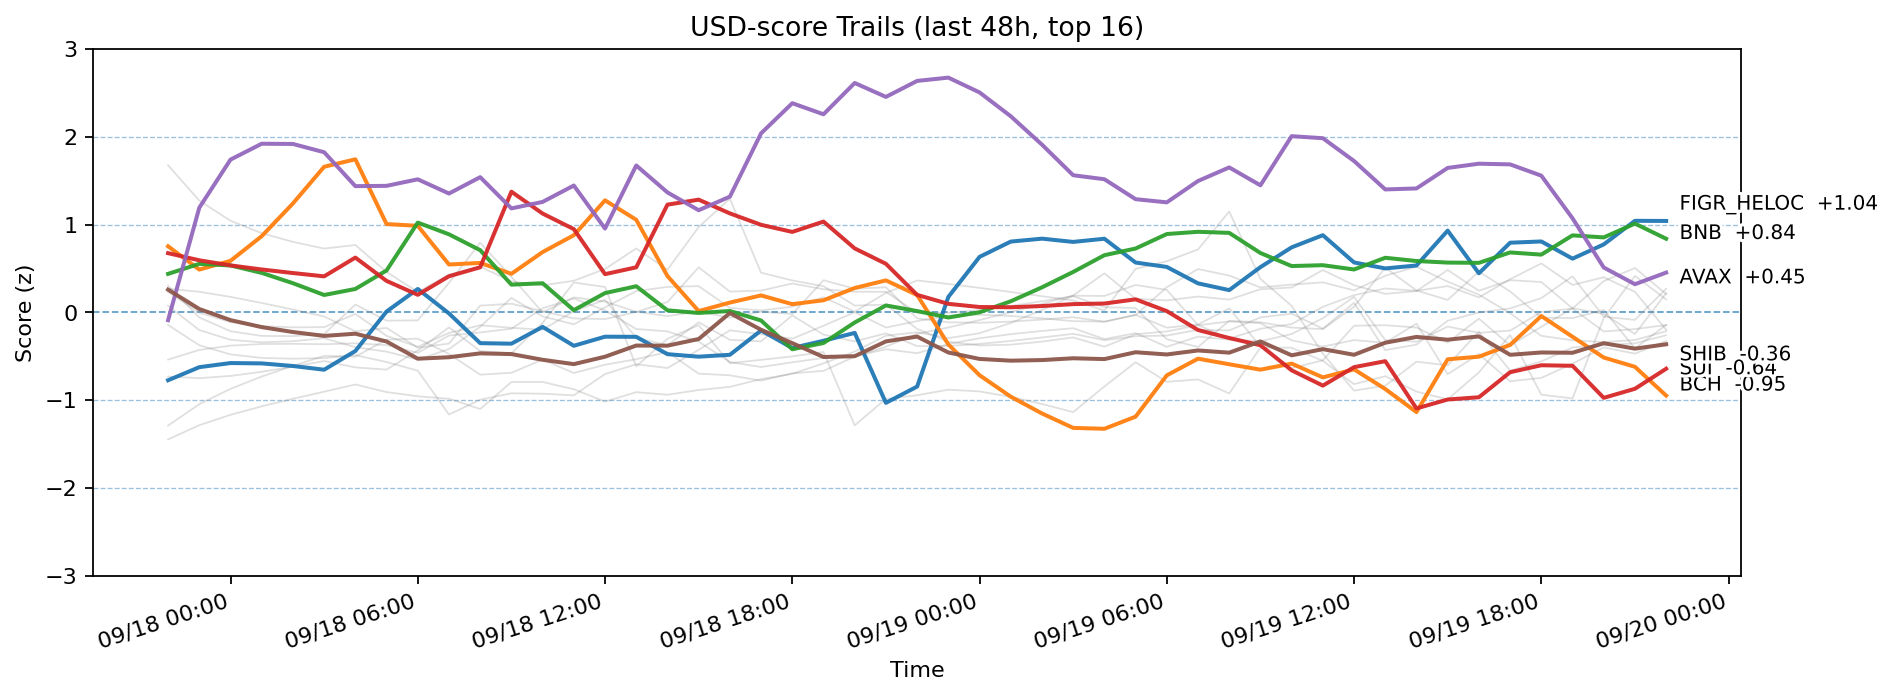 USD-score Trails (last 48h, top 16)
Score (z)
3
2
1
0
−1
−2
−3
FIGR_HELOC +1.04
BNB +0.84
AVAX +0.45
SHIB -0.36
SUI -0.64
BCH -0.95
09/18 00:00
09/18 06:00
09/18 12:00
09/18 18:00
09/19 00:00
09/19 06:00
09/19 12:00
09/19 18:00
09/20 00:00
Time